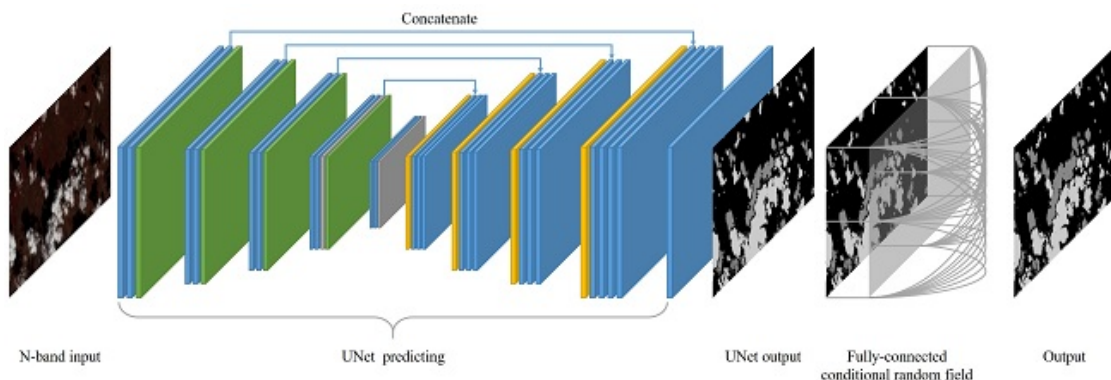 Concatenate
N-band input
UNet predicting
UNet output
Fully-connected
conditional random field
Output